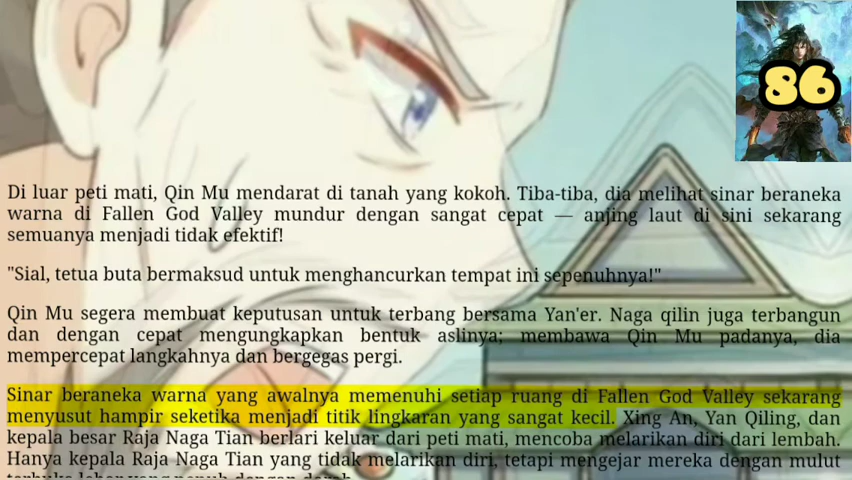 86
Di luar peti mati, Qin Mu mendarat di tanah yang kokoh. Tiba-tiba, dia melihat sinar beraneka
warna di Fallen God Valley mundur dengan sangat cepat — anjing laut di sini sekarang
semuanya menjadi tidak efektif!
"Sial, tetua buta bermaksud untuk menghancurkan tempat ini sepenuhnya!"
Qin Mu segera membuat keputusan untuk terbang bersama Yan'er. Naga qilin juga terbangun
dan dengan cepat mengungkapkan bentuk aslinya; membawa Qin Mu padanya, dia
mempercepat langkahnya dan bergegas pergi.
Sinar beraneka warna yang awalnya memenuhi setiap ruang di Fallen God Valley sekarang
menyusut hampir seketika menjadi titik lingkaran yang sangat kecil. Xing An, Yan Qiling, dan
kepala besar Raja Naga Tian berlari keluar dari peti mati, mencoba melarikan diri dari lembah.
Hanya kepala Raja Naga Tian yang tidak melarikan diri, tetapi mengejar mereka dengan mulut